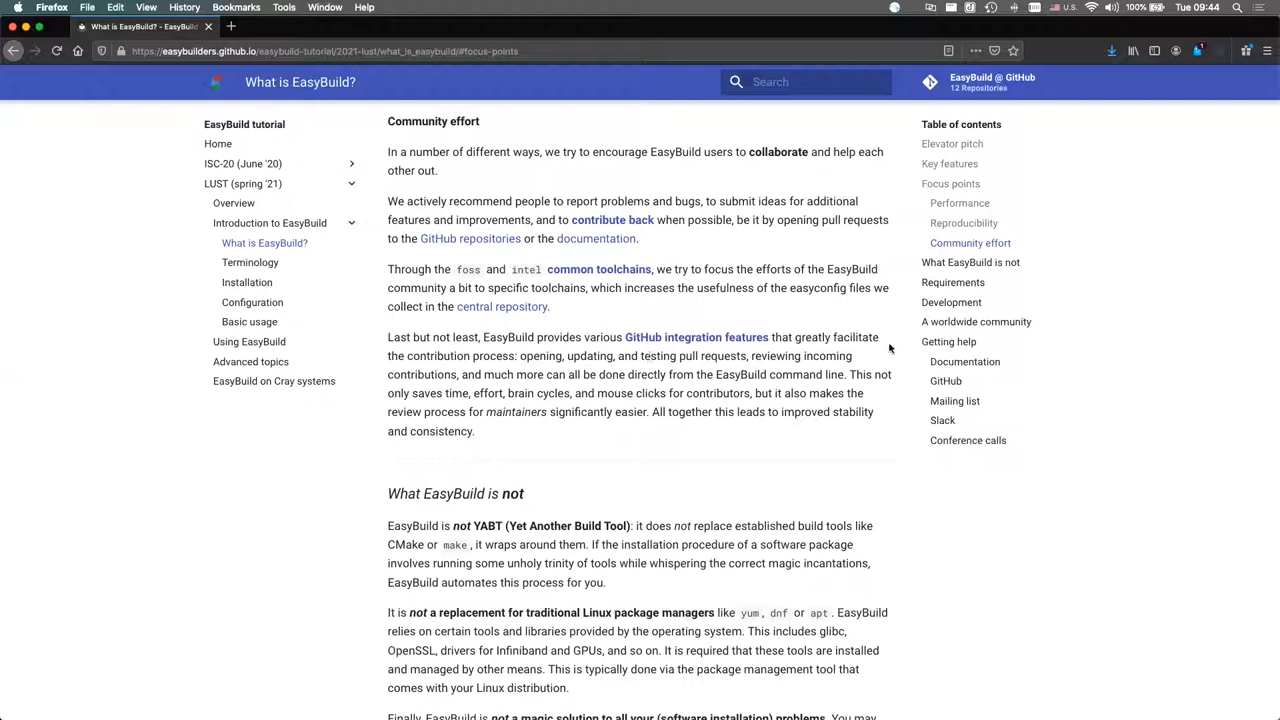 Firefox File Edit View History Bookmarks Tools Window Help
100% Tue 09:44
What is EasyBuild? - EasyBuild
https://easybuilders.github.io/easybuild-tutorial/2021-lust/what_is_easybuild/#focus-points
What is EasyBuild?
Search
EasyBuild @ GitHub
12 Repositories
EasyBuild tutorial
Home
ISC-20 (June '20)
LUST (spring '21)
Overview
Introduction to EasyBuild
What is EasyBuild?
Terminology
Installation
Configuration
Basic usage
Using EasyBuild
Advanced topics
EasyBuild on Cray systems
Community effort
In a number of different ways, we try to encourage EasyBuild users to collaborate and help each
other out.
We actively recommend people to report problems and bugs, to submit ideas for additional
features and improvements, and to contribute back when possible, be it by opening pull requests
to the GitHub repositories or the documentation.
Through the foss and intel common toolchains, we try to focus the efforts of the EasyBuild
community a bit to specific toolchains, which increases the usefulness of the easyconfig files we
collect in the central repository.
Last but not least, EasyBuild provides various GitHub integration features that greatly facilitate
the contribution process: opening, updating, and testing pull requests, reviewing incoming
contributions, and much more can all be done directly from the EasyBuild command line. This not
only saves time, effort, brain cycles, and mouse clicks for contributors, but it also makes the
review process for maintainers significantly easier. All together this leads to improved stability
and consistency.
What EasyBuild is not
EasyBuild is not YABT (Yet Another Build Tool): it does not replace established build tools like
CMake or make, it wraps around them. If the installation procedure of a software package
involves running some unholy trinity of tools while whispering the correct magic incantations,
EasyBuild automates this process for you.
It is not a replacement for traditional Linux package managers like yum, dnf or apt. EasyBuild
relies on certain tools and libraries provided by the operating system. This includes glibc,
OpenSSL, drivers for Infiniband and GPUs, and so on. It is required that these tools are installed
and managed by other means. This is typically done via the package management tool that
comes with your Linux distribution.
Finally, EasyBuild is not a magic solution to all your (software installation) problems. You may
Table of contents
Elevator pitch
Key features
Focus points
Performance
Reproducibility
Community effort
What EasyBuild is not
Requirements
Development
A worldwide community
Getting help
Documentation
GitHub
Mailing list
Slack
Conference calls